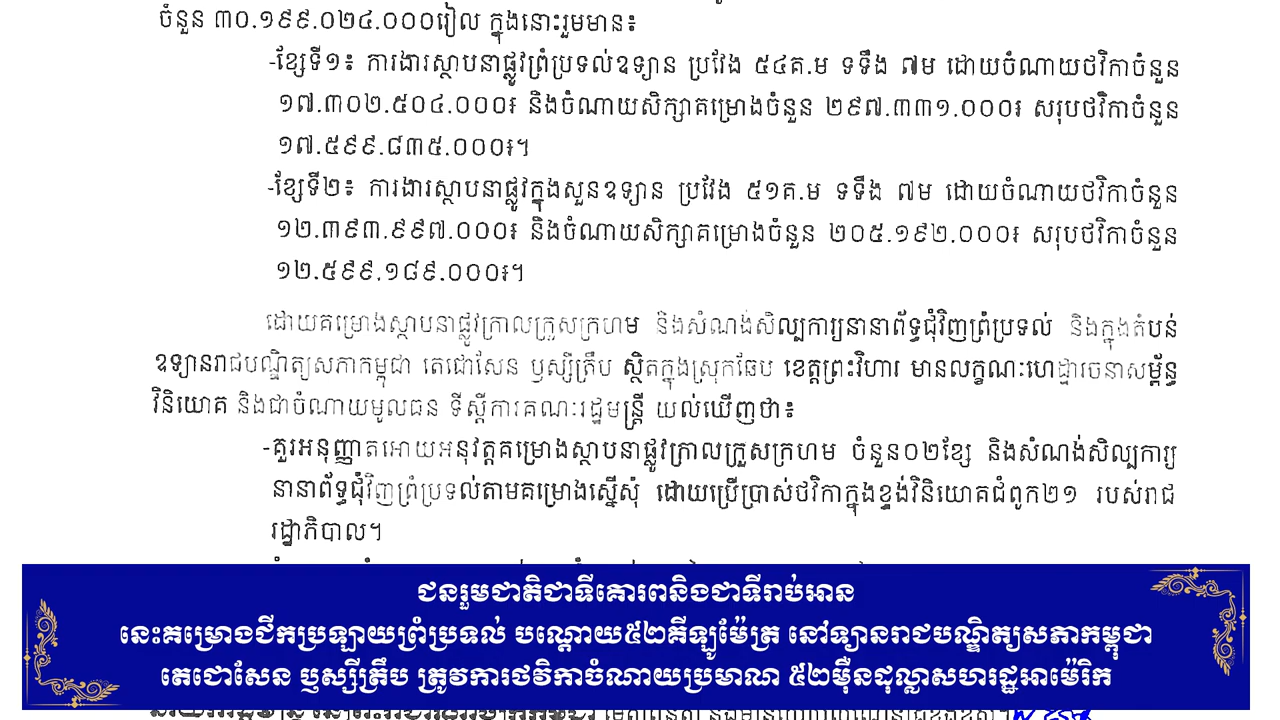 ចំនួន ៣០.១៩៩.០២៤.០០០រៀល ក្នុងនោះរួមមាន៖
-ខ្សែទី១៖ ការងារស្ថាបនាផ្លូវព្រំប្រទល់ឧទ្យាន ប្រវែង ៥៤គ.ម ទទឹង ៧ម ដោយចំណាយថវិកាចំនួន
១៧.៣០២.៥០៤.០០០៛ និងចំណាយសិក្សាគម្រោងចំនួន ២៩៧.៣៣១.០០០៛ សរុបថវិកាចំនួន
១៧.៥៩៩.៨៣៥.០០០៛។
-ខ្សែទី២៖ ការងារស្ថាបនាផ្លូវក្នុងសួនឧទ្យាន ប្រវែង ៥១គ.ម ទទឹង ៧ម ដោយចំណាយថវិកាចំនួន
១២.៣៩៣.៩៩៧.០០០៛ និងចំណាយសិក្សាគម្រោងចំនួន ២០៥.១៩២.០០០៛ សរុបថវិកាចំនួន
១២.៥៩៩.១៨៩.០០០៛។
ដោយគម្រោងស្ថាបនាផ្លូវក្រាលក្រួសក្រហម និងសំណង់សិល្បការ្យនានាព័ទ្ធជុំវិញព្រំប្រទល់ និងក្នុងតំបន់
ឧទ្យានរាជបណ្ឌិត្យសភាកម្ពុជា តេជោសែន ឫស្សីត្រឹប ស្ថិតក្នុងស្រុកឆែប ខេត្តព្រះវិហារ មានលក្ខណៈហេដ្ឋារចនាសម្ព័ន្ធ
វិនិយោគ និងជាចំណាយមូលធន ទីស្តីការគណៈរដ្ឋមន្ត្រី យល់ឃើញថា៖
-គួរអនុញ្ញាតអោយអនុវត្តគម្រោងស្ថាបនាផ្លូវក្រាលក្រួសក្រហម ចំនួន០២ខ្សែ និងសំណង់សិល្បការ្យ
នានាព័ទ្ធជុំវិញព្រំប្រទល់តាមគម្រោងស្នើសុំ ដោយប្រើប្រាស់ថវិកាក្នុងខ្ទង់វិនិយោគជំពូក២១ របស់រាជ
រដ្ឋាភិបាល។
ជនរួមជាតិជាទីគោរពនិងជាទីរាប់អាន
នេះគម្រោងជីកប្រឡាយព្រំប្រទល់ បណ្តោយ៥២គីឡូម៉ែត្រ នៅទ្យានរាជបណ្ឌិត្យសភាកម្ពុជា
តេជោសែន ឫស្សីត្រឹប ត្រូវការថវិកាចំណាយប្រមាណ ៥២ម៉ឺនដុល្លាសហរដ្ឋអាម៉េរិក